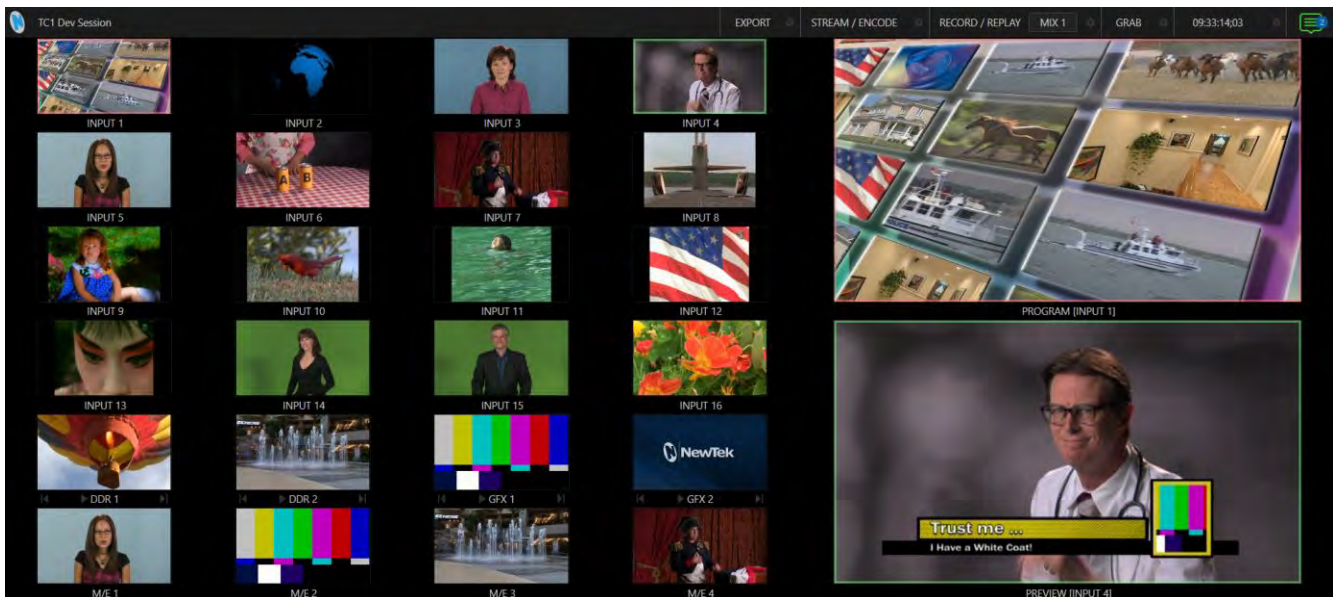 TC1 Dev Session
EXPORT
STREAM / ENCODE
RECORD / REPLAY
MIX 1
GRAB
09:33:14;03
2
INPUT 1
INPUT 2
INPUT 3
INPUT 4
INPUT 5
A B
INPUT 6
INPUT 7
INPUT 8
INPUT 9
INPUT 10
INPUT 11
INPUT 12
INPUT 13
INPUT 14
INPUT 15
INPUT 16
NewTek
DDR 1
DDR 2
GFX 1
GFX 2
M/E 1
M/E 2
M/E 3
M/E 4
PROGRAM [INPUT 1]
Trust me ...
I Have a White Coat!
PREVIEW [INPUT 4]